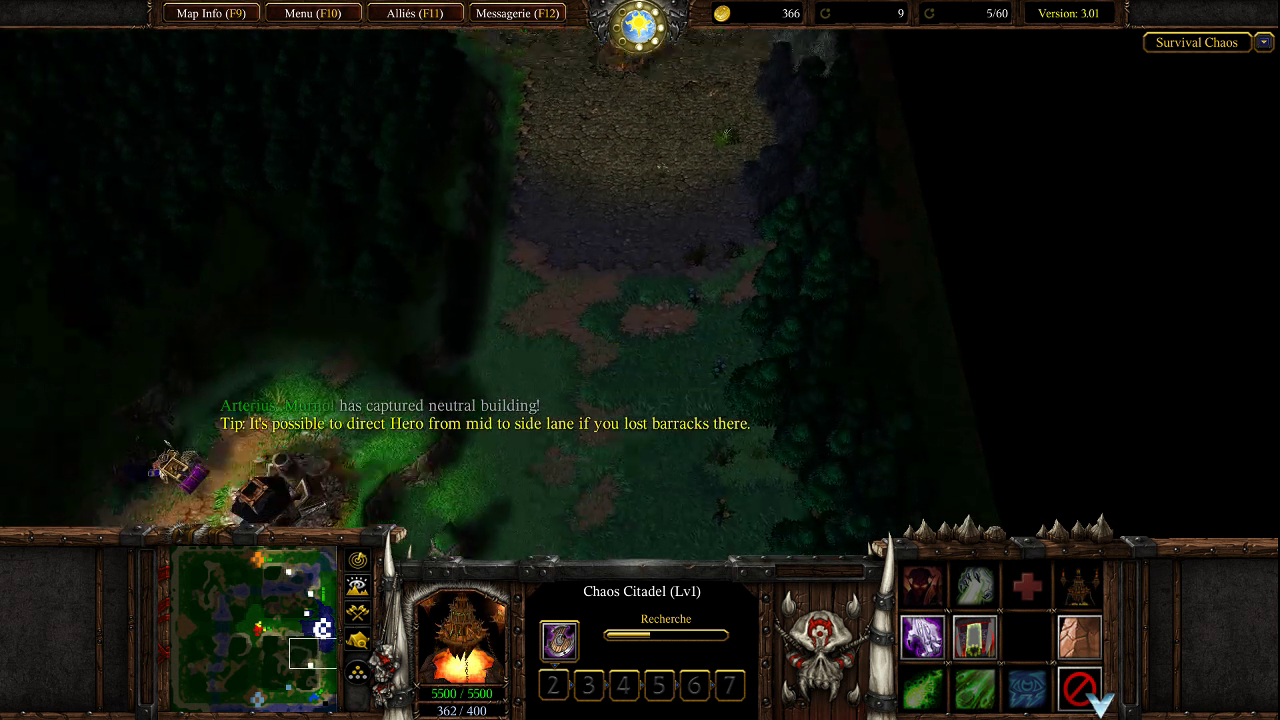 Map Info (F9)
Menu (F10)
Alliés (F11)
Messagerie (F12)
366
9
5/60
Version: 3.01
Survival Chaos
has captured neutral building!
Tip: It's possible to direct Hero from mid to side lane if you lost barracks there.
Chaos Citadel (Lv1)
Recherche
2 3 4 5 6 7
5500 / 5500
362 / 400